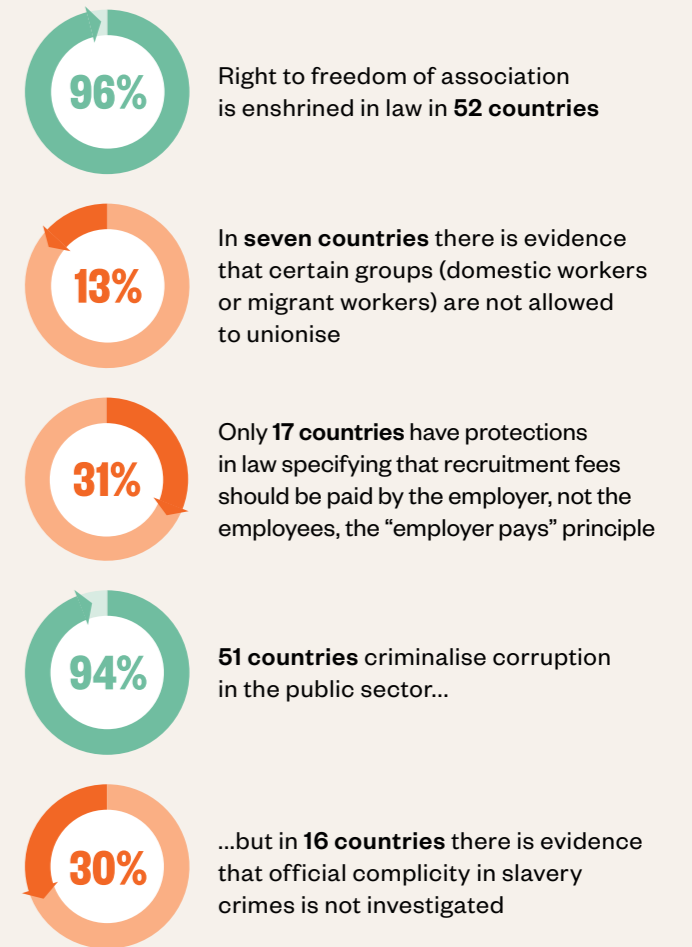 96%
Right to freedom of association
is enshrined in law in 52 countries
13%
In seven countries there is evidence
that certain groups (domestic workers
or migrant workers) are not allowed
to unionise
31%
Only 17 countries have protections
in law specifying that recruitment fees
should be paid by the employer, not the
employees, the “employer pays” principle
94%
51 countries criminalise corruption
in the public sector...
30%
...but in 16 countries there is evidence
that official complicity in slavery
crimes is not investigated